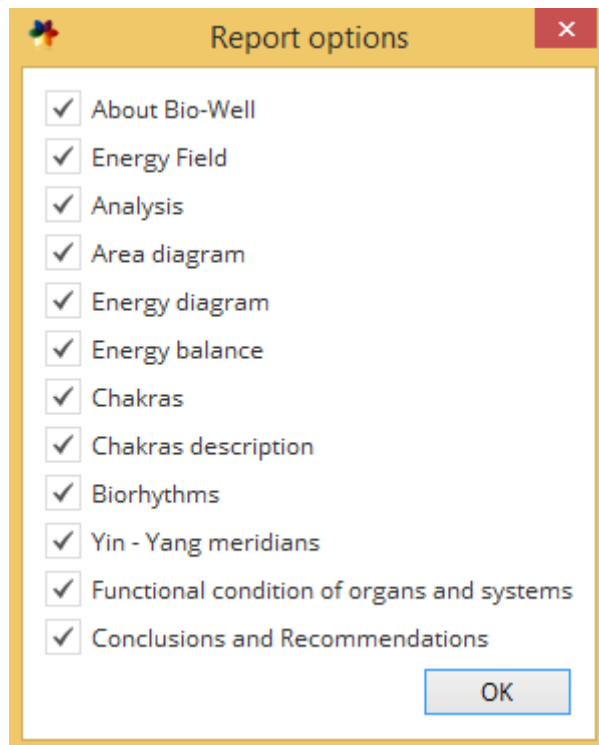 Report options
About Bio-Well
Energy Field
Analysis
Area diagram
Energy diagram
Energy balance
Chakras
Chakras description
Biorhythms
Yin - Yang meridians
Functional condition of organs and systems
Conclusions and Recommendations
OK